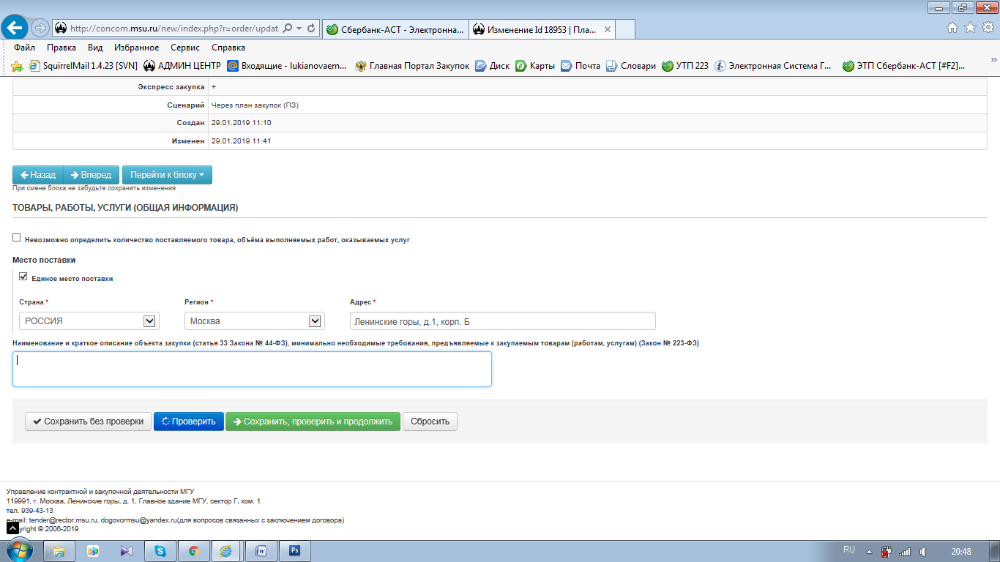 http://concom.msu.ru/new/index.php?r=order/updat
Сбербанк-АСТ - Электронна...
Изменение Id 18953 | Пла...
Файл Правка Вид Избранное Сервис Справка
SquirrelMail 1.4.23 [SVN] АДМИН ЦЕНТР Входящие - lukianovaem... Главная Портал Закупок Диск Карты Почта Словари УТП 223 Электронная Система Г... ЭТП Сбербанк-АСТ [#F2]...
Экспресс закупка +
Сценарий Через план закупок (ПЗ)
Создан 29.01.2019 11:10
Изменен 29.01.2019 11:41
Назад Вперед Перейти к блоку
При смене блока не забудьте сохранить изменения
ТОВАРЫ, РАБОТЫ, УСЛУГИ (ОБЩАЯ ИНФОРМАЦИЯ)
Невозможно определить количество поставляемого товара, объёма выполняемых работ, оказываемых услуг
Место поставки
Единое место поставки
Страна * Регион * Адрес *
РОССИЯ Москва Ленинские горы, д.1, корп. Б
Наименование и краткое описание объекта закупки (статья 33 Закона № 44-ФЗ), минимально необходимые требования, предъявляемые к закупаемым товарам (работам, услугам) (Закон № 223-ФЗ)
Сохранить без проверки Проверить Сохранить, проверить и продолжить Сбросить
Управление контрактной и закупочной деятельности МГУ
119991, г. Москва, Ленинские горы, д. 1, Главное здание МГУ, сектор Г, ком. 1
тел. 939-43-13
e-mail: tender@rector.msu.ru, dogovormsu@yandex.ru(для вопросов связанных с заключением договора)
yright © 2006-2019
RU 20:48